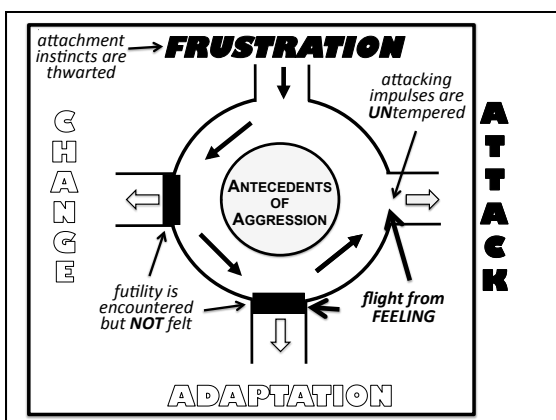 attachment
instincts are
thwarted
FRUSTRATION
attacking
impulses are
UNtempered
CHANGE
ANTECEDENTS
OF
AGGRESSION
ATTACK
futility is
encountered
but NOT felt
flight from
FEELING
ADAPTATION